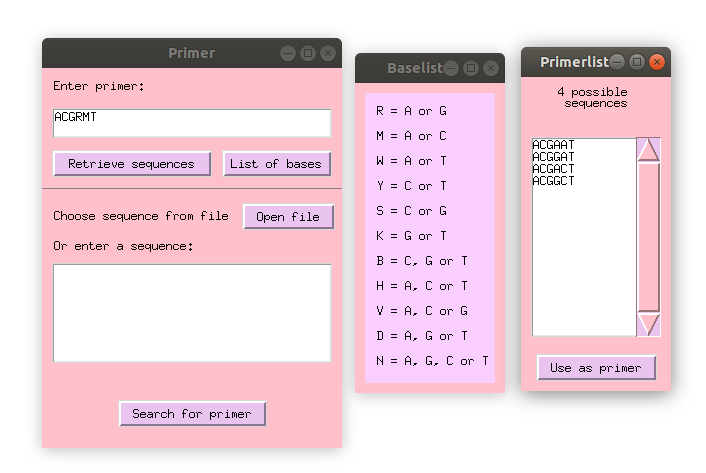 Primer
Enter primer:
ACGRMT
Retrieve sequences
List of bases
Choose sequence from file
Open file
Or enter a sequence:
Search for primer
Baselist
R = A or G
M = A or C
W = A or T
Y = C or T
S = C or G
K = G or T
B = C, G or T
H = A, C or T
V = A, C or G
D = A, G or T
N = A, G, C or T
Primerlist
4 possible
sequences
ACGAAT
ACGGAT
ACGACT
ACGGCT
Use as primer